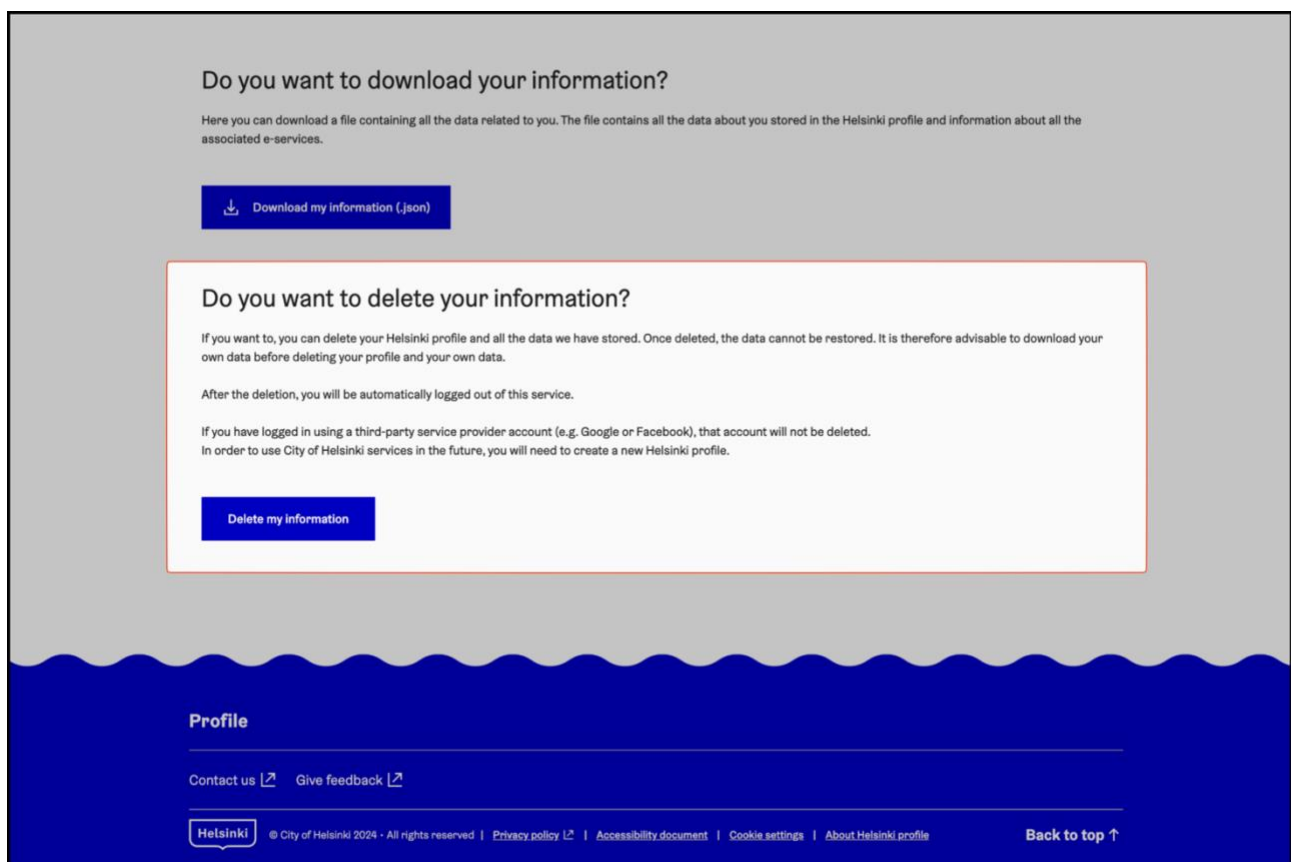 Do you want to download your information?
Here you can download a file containing all the data related to you. The file contains all the data about you stored in the Helsinki profile and information about all the
associated e-services.
Download my information (.json)
Do you want to delete your information?
If you want to, you can delete your Helsinki profile and all the data we have stored. Once deleted, the data cannot be restored. It is therefore advisable to download your
own data before deleting your profile and your own data.
After the deletion, you will be automatically logged out of this service.
If you have logged in using a third-party service provider account (e.g. Google or Facebook), that account will not be deleted.
In order to use City of Helsinki services in the future, you will need to create a new Helsinki profile.
Delete my information
Profile
Contact us Give feedback
Helsinki © City of Helsinki 2024 · All rights reserved | Privacy policy | Accessibility document | Cookie settings | About Helsinki profile Back to top ↑